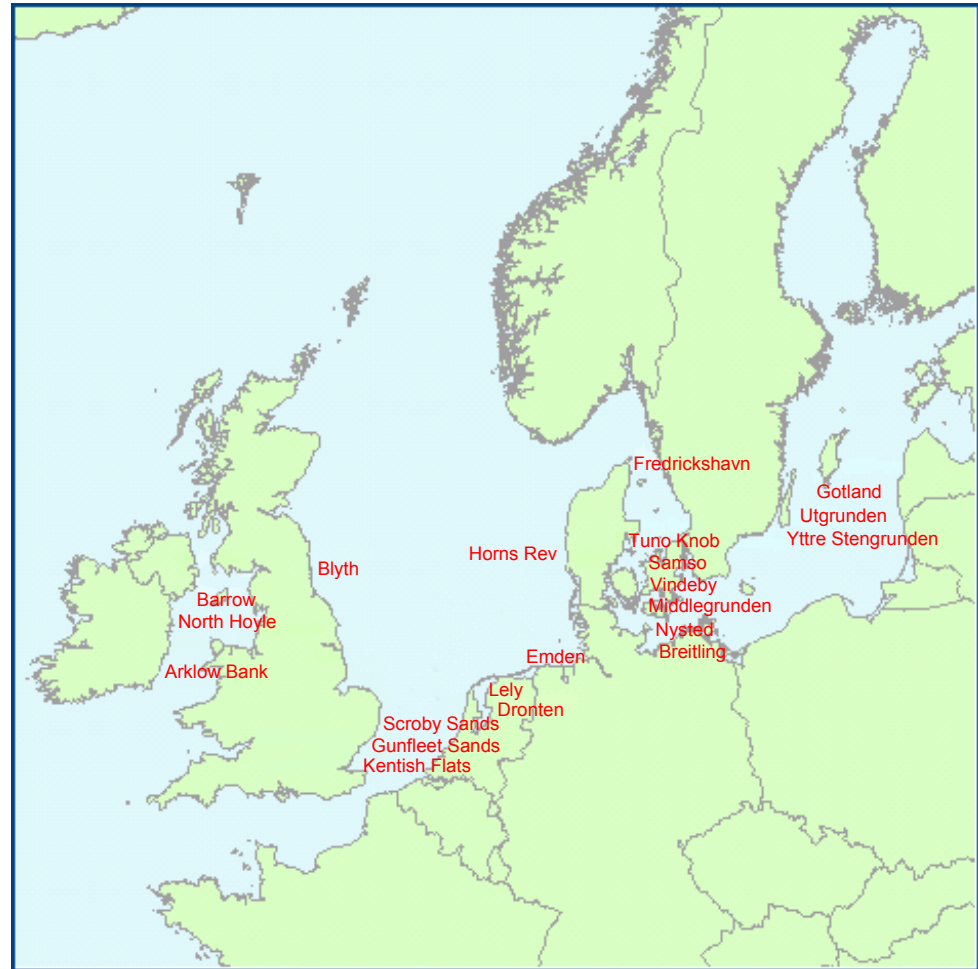 Fredrickshavn
Gotland
Utgrunden
Yttre Stengrunden
Tuno Knob
Samso
Vindeby
Middlegrunden
Nysted
Breitling
Horns Rev
Blyth
Barrow
North Hoyle
Arklow Bank
Emden
Lely
Dronten
Scroby Sands
Gunfleet Sands
Kentish Flats